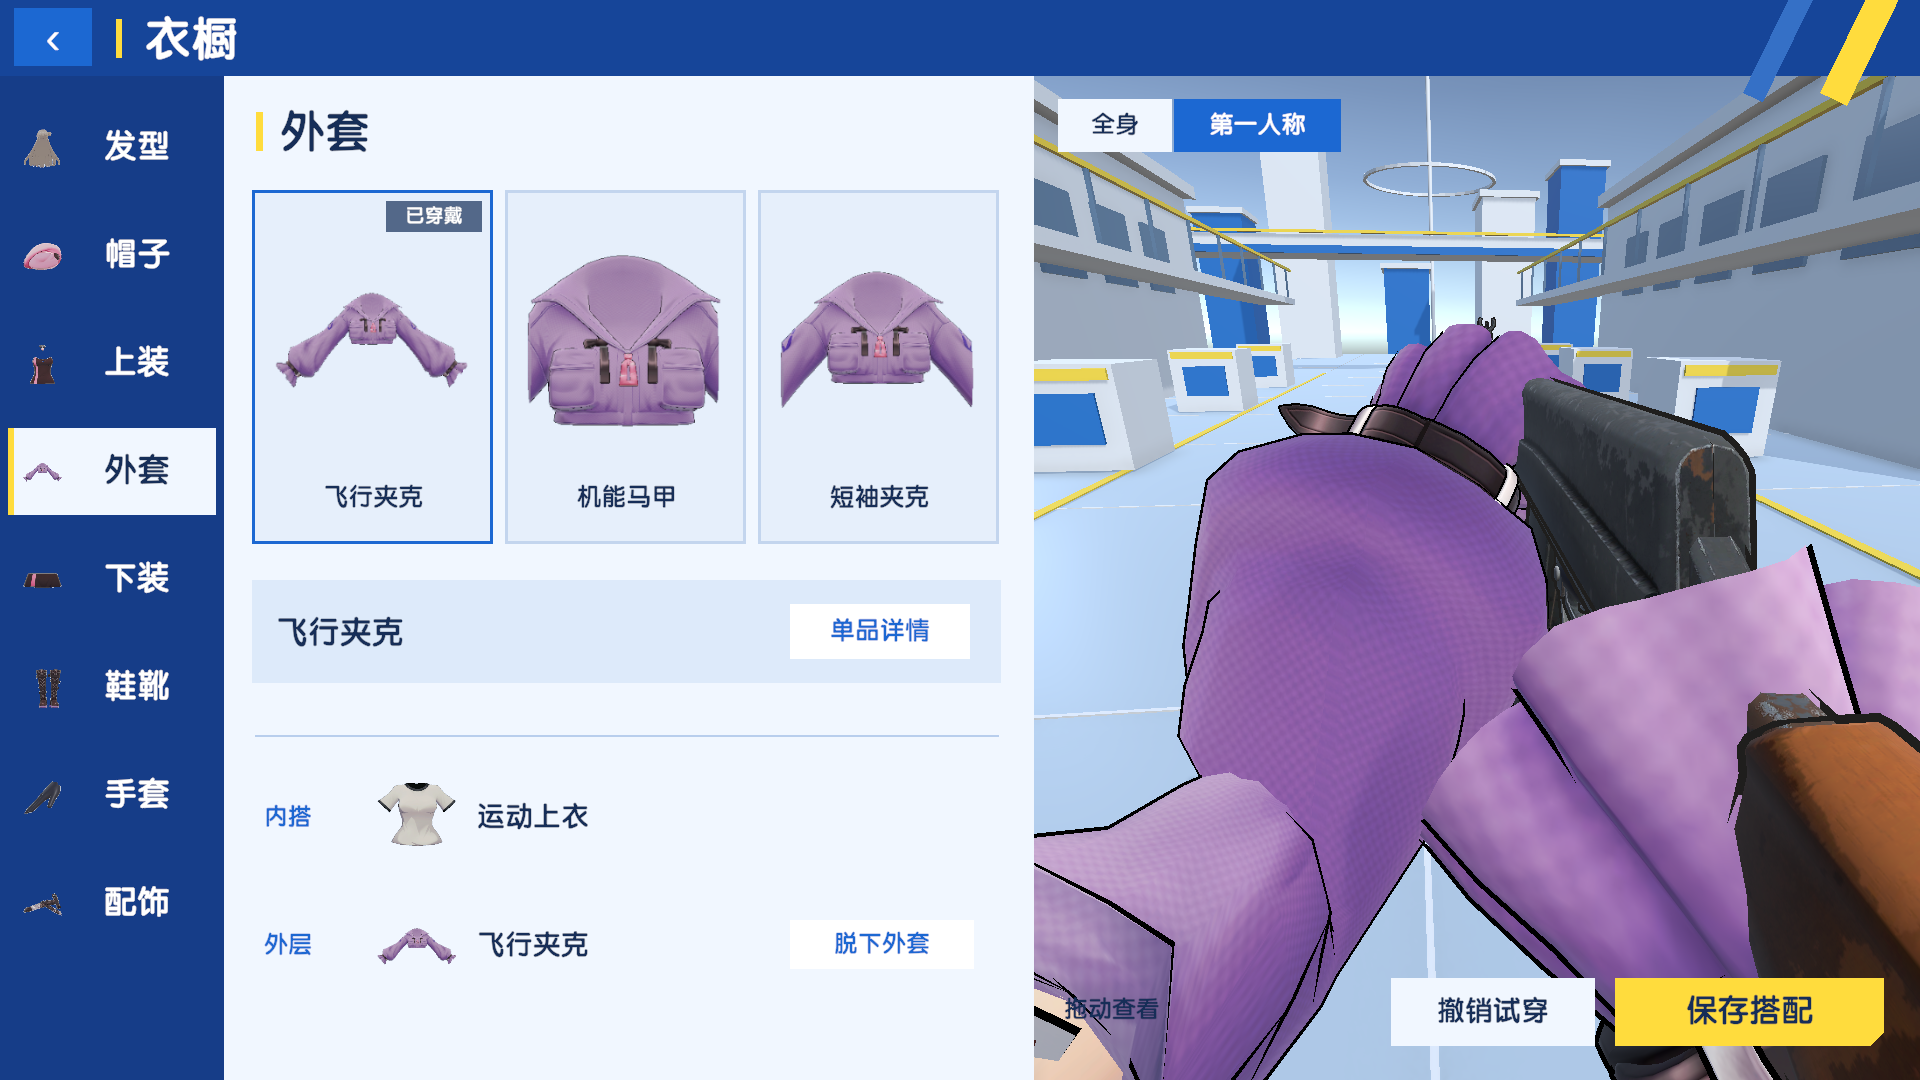 衣橱
发型
帽子
上装
外套
下装
鞋靴
手套
配饰
外套
已穿戴
飞行夹克
机能马甲
短袖夹克
飞行夹克
单品详情
内搭
运动上衣
外层
飞行夹克
脱下外套
全身
第一人称
拖动查看
撤销试穿
保存搭配